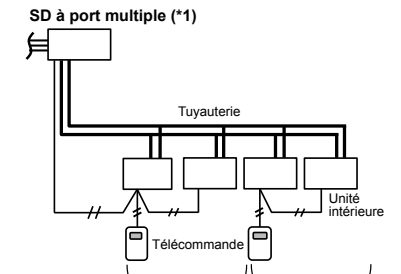 SD à port multiple (*1)
Tuyauterie
Unité
intérieure
Télécommande